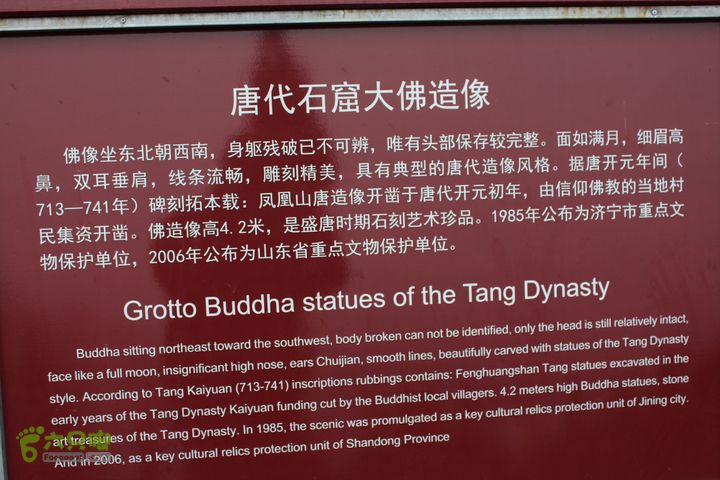 唐代石窟大佛造像
佛像坐东北朝西南，身躯残破已不可辨，唯有头部保存较完整。面如满月，细眉高
鼻，双耳垂肩，线条流畅，雕刻精美，具有典型的唐代造像风格。据唐开元年间（
713—741年）碑刻拓本载：凤凰山唐造像开凿于唐代开元初年，由信仰佛教的当地村
民集资开凿。佛造像高4.2米，是盛唐时期石刻艺术珍品。1985年公布为济宁市重点文
物保护单位，2006年公布为山东省重点文物保护单位。
Grotto Buddha statues of the Tang Dynasty
Buddha sitting northeast toward the southwest, body broken can not be identified, only the head is still relatively intact,
face like a full moon, insignificant high nose, ears Chuijian, smooth lines, beautifully carved with statues of the Tang Dynasty
style. According to Tang Kaiyuan (713-741) inscriptions rubbings contains: Fenghuangshan Tang statues excavated in the
early years of the Tang Dynasty Kaiyuan funding cut by the Buddhist local villagers. 4.2 meters high Buddha statues, stone
art treasures of the Tang Dynasty. In 1985, the scenic was promulgated as a key cultural relics protection unit of Jining city.
And in 2006, as a key cultural relics protection unit of Shandong Province
六只脚